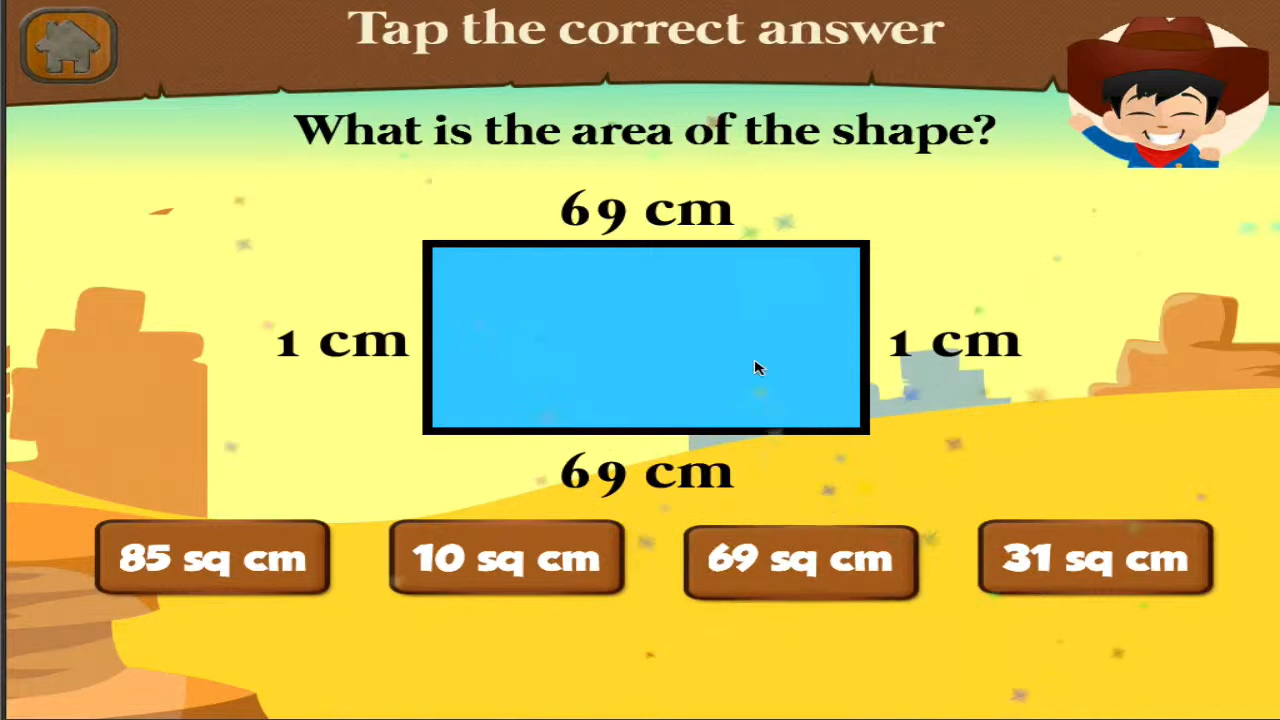 Tap the correct answer
What is the area of the shape?
69 cm
1 cm
1 cm
69 cm
85 sq cm
10 sq cm
69 sq cm
31 sq cm